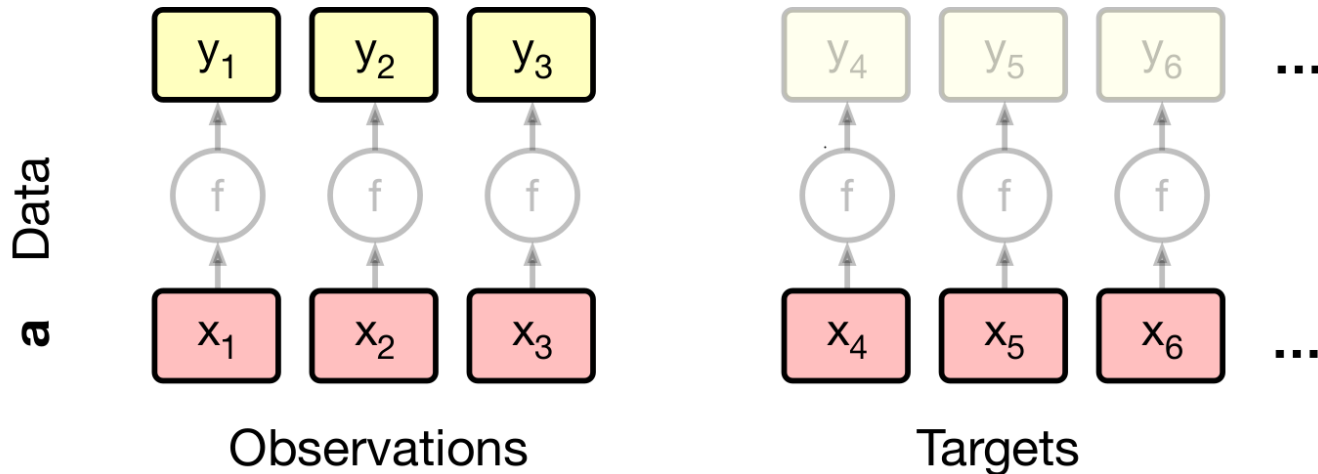 y1 y2 y3 y4 y5 y6 ...
f f f f f f
Data
a
x1 x2 x3 x4 x5 x6 ...
Observations Targets